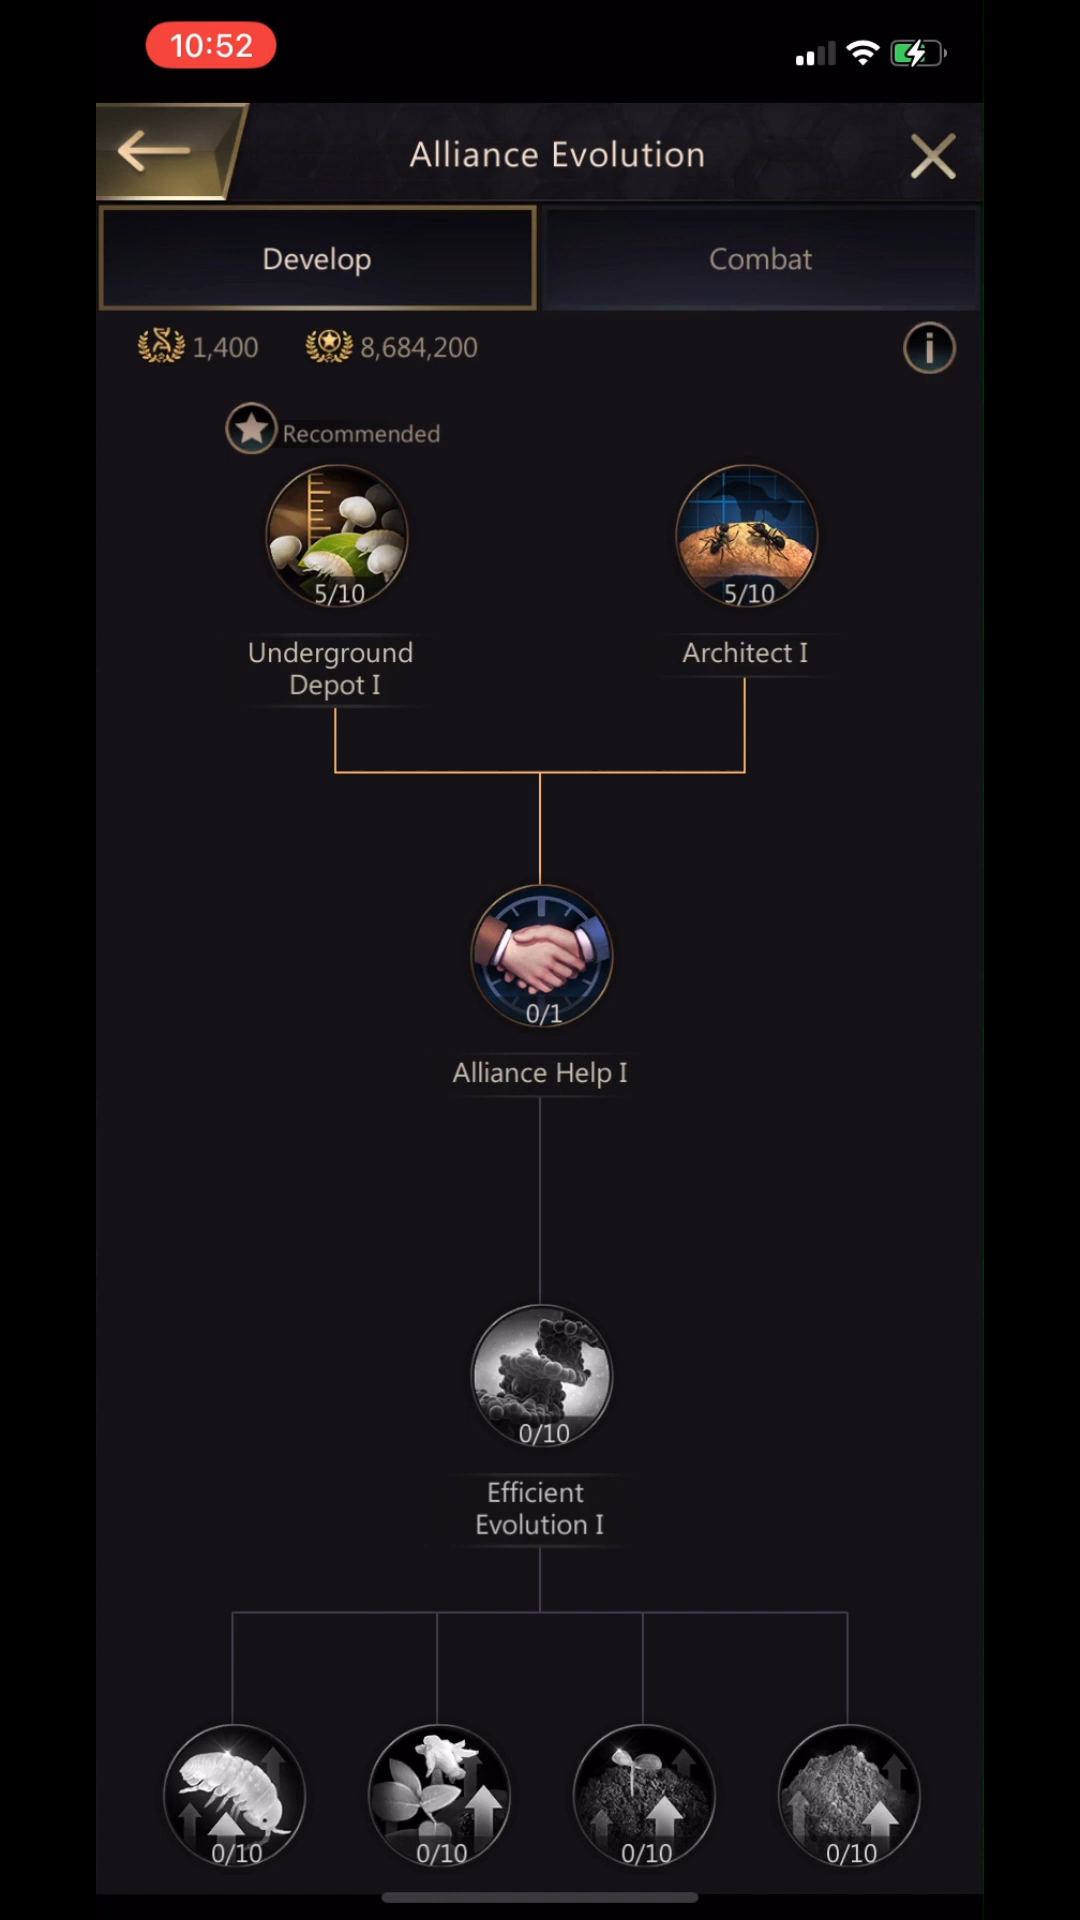 10:52
Alliance Evolution
Develop
Combat
1,400
8,684,200
i
Recommended
5/10
5/10
Underground
Depot I
Architect I
0/1
Alliance Help I
0/10
Efficient
Evolution I
0/10
0/10
0/10
0/10